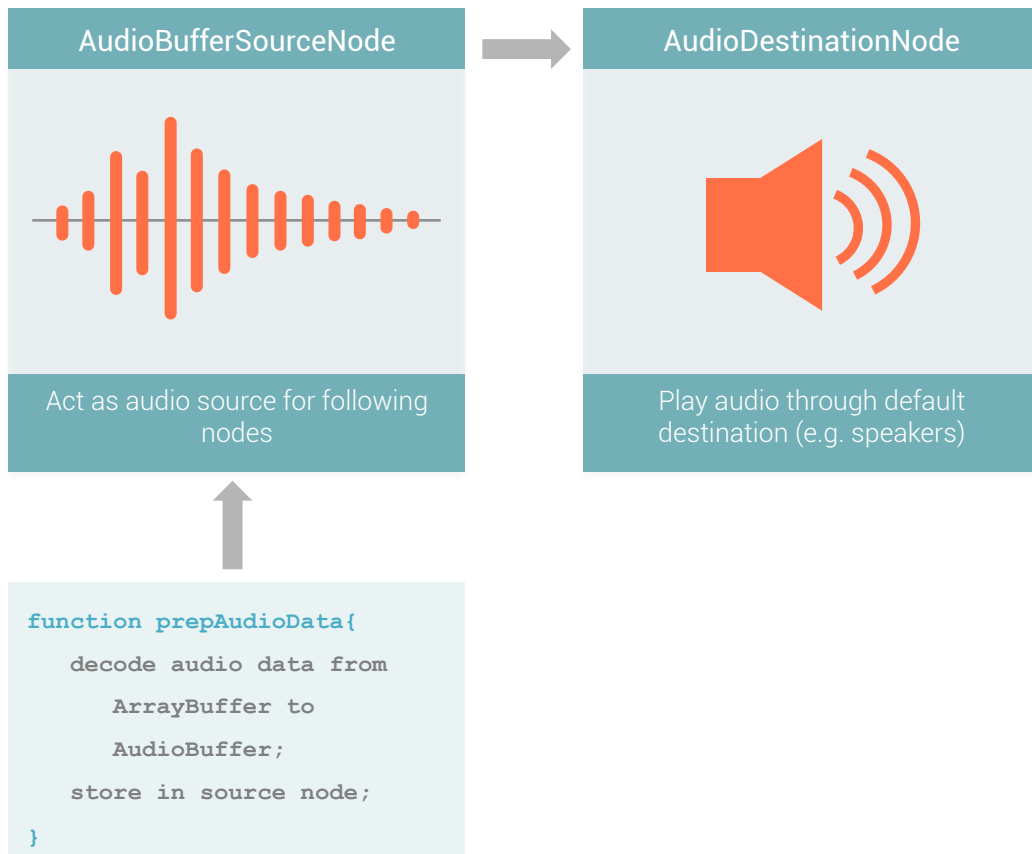 AudioBufferSourceNode
AudioDestinationNode
Act as audio source for following
nodes
Play audio through default
destination (e.g. speakers)
function prepAudioData{
decode audio data from
ArrayBuffer to
AudioBuffer;
store in source node;
}